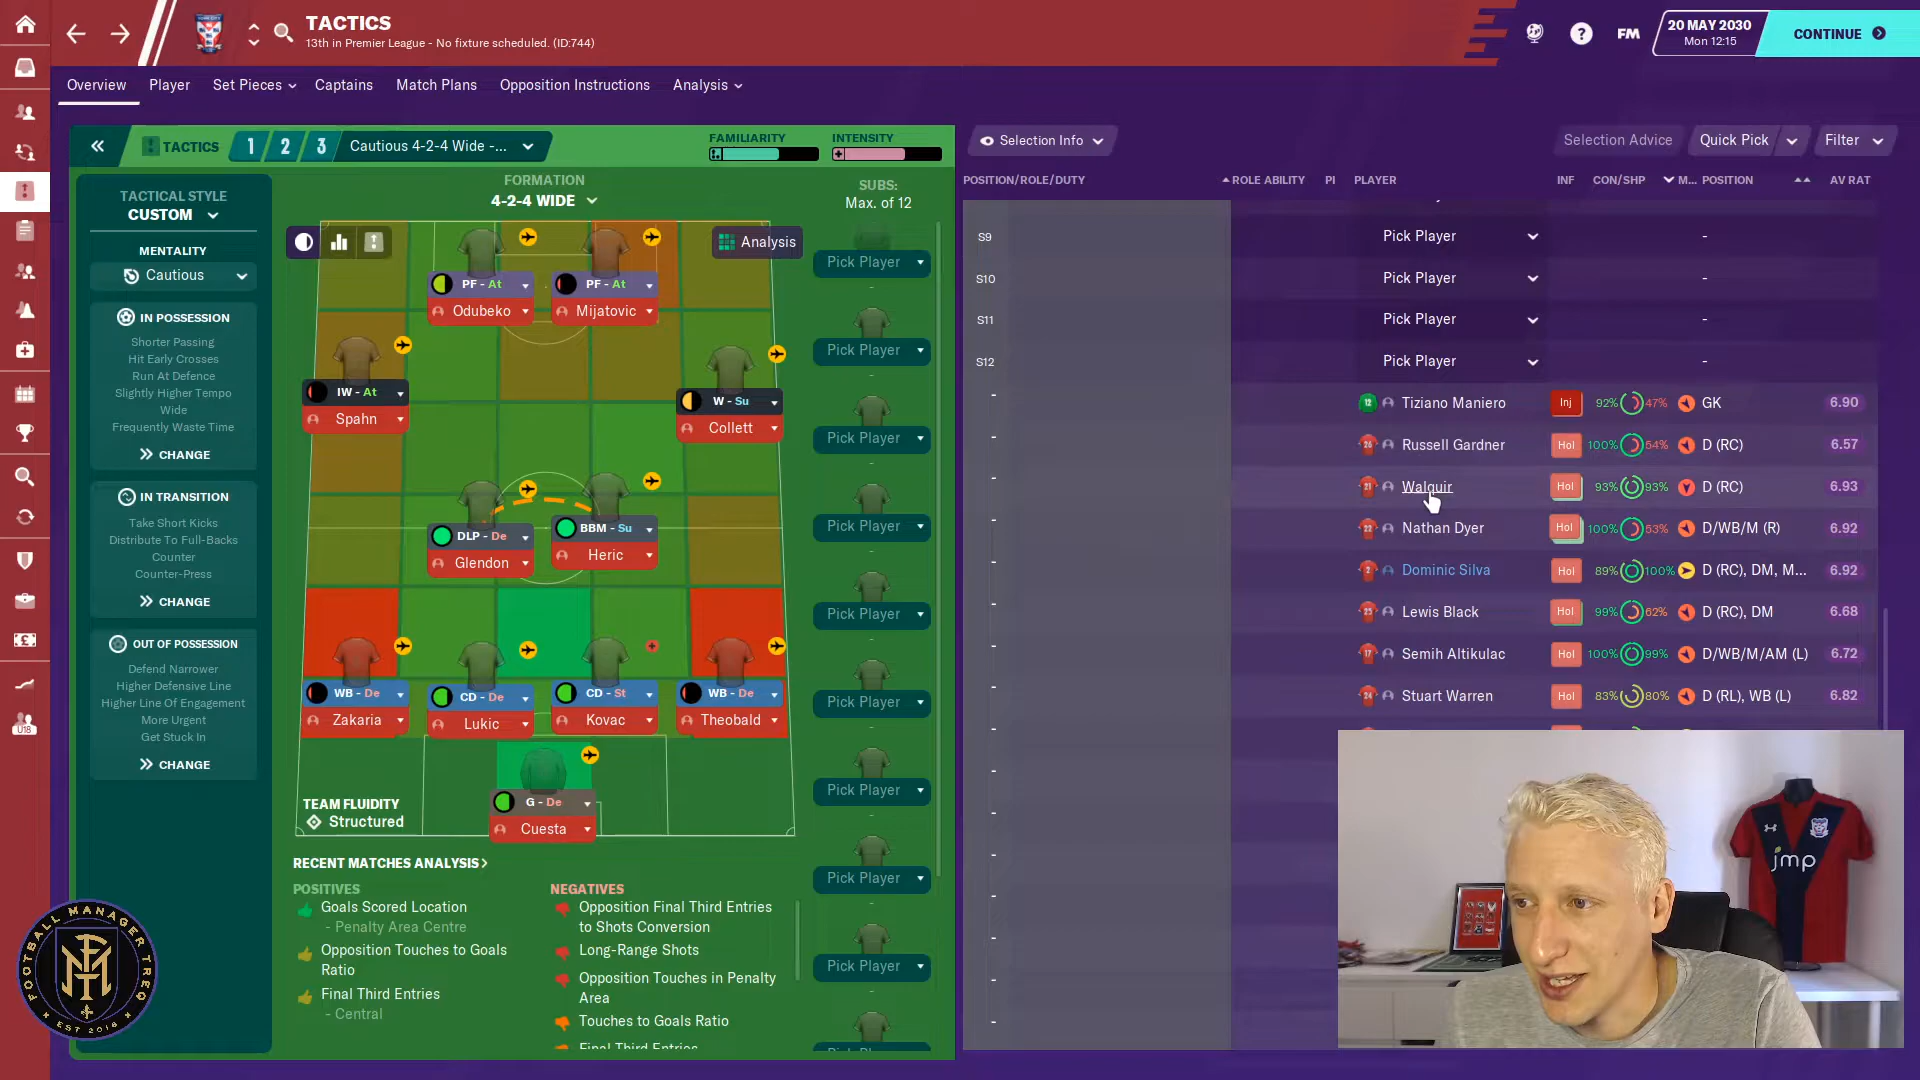 TACTICS
13th in Premier League - No fixture scheduled. (ID:744)
FM
20 MAY 2030
Mon 12:15
CONTINUE
Overview
Player
Set Pieces
Captains
Match Plans
Opposition Instructions
Analysis
TACTICS
1
2
3
Cautious 4-2-4 Wide -...
FAMILIARITY
INTENSITY
Selection Info
Selection Advice
Quick Pick
Filter
TACTICAL STYLE
CUSTOM
MENTALITY
Cautious
IN POSSESSION
Shorter Passing
Hit Early Crosses
Run At Defence
Slightly Higher Tempo
Wide
Frequently Waste Time
CHANGE
IN TRANSITION
Take Short Kicks
Distribute To Full-Backs
Counter
Counter-Press
CHANGE
OUT OF POSSESSION
Defend Narrower
Higher Defensive Line
Higher Line Of Engagement
More Urgent
Get Stuck In
CHANGE
FORMATION
4-2-4 WIDE
Analysis
PF - At
Odubeko
PF - At
Mijatovic
IW - At
Spahn
W - Su
Collett
DLP - De
Glendon
BBM - Su
Heric
WB - De
Zakaria
CD - De
Lukic
CD - St
Kovac
WB - De
Theobald
G - De
Cuesta
TEAM FLUIDITY
Structured
SUBS:
Max. of 12
Pick Player
-
Pick Player
-
Pick Player
-
Pick Player
-
Pick Player
-
Pick Player
-
Pick Player
-
Pick Player
-
Pick Player
-
RECENT MATCHES ANALYSIS
POSITIVES
Goals Scored Location
- Penalty Area Centre
Opposition Touches to Goals
Ratio
Final Third Entries
- Central
NEGATIVES
Opposition Final Third Entries
to Shots Conversion
Long-Range Shots
Opposition Touches in Penalty
Area
Touches to Goals Ratio
Final Third Entries
POSITION/ROLE/DUTY ROLE ABILITY PI PLAYER INF CON/SHP M... POSITION AV RAT
S9 Pick Player -
S10 Pick Player -
S11 Pick Player -
S12 Pick Player -
- 12 Tiziano Maniero Inj 92% 47% GK 6.90
- 26 Russell Gardner Hol 100% 54% D (RC) 6.57
- 21 Walquir Hol 93% 93% D (RC) 6.93
- 22 Nathan Dyer Hol 100% 53% D/WB/M (R) 6.92
- 2 Dominic Silva Hol 89% 100% D (RC), DM, M... 6.92
- 25 Lewis Black Hol 99% 62% D (RC), DM 6.68
- 17 Semih Altikulac Hol 100% 99% D/WB/M/AM (L) 6.72
- 24 Stuart Warren Hol 83% 80% D (RL), WB (L) 6.82
U18
FOOTBALL MANAGER TREQ
EST 2018
jmp